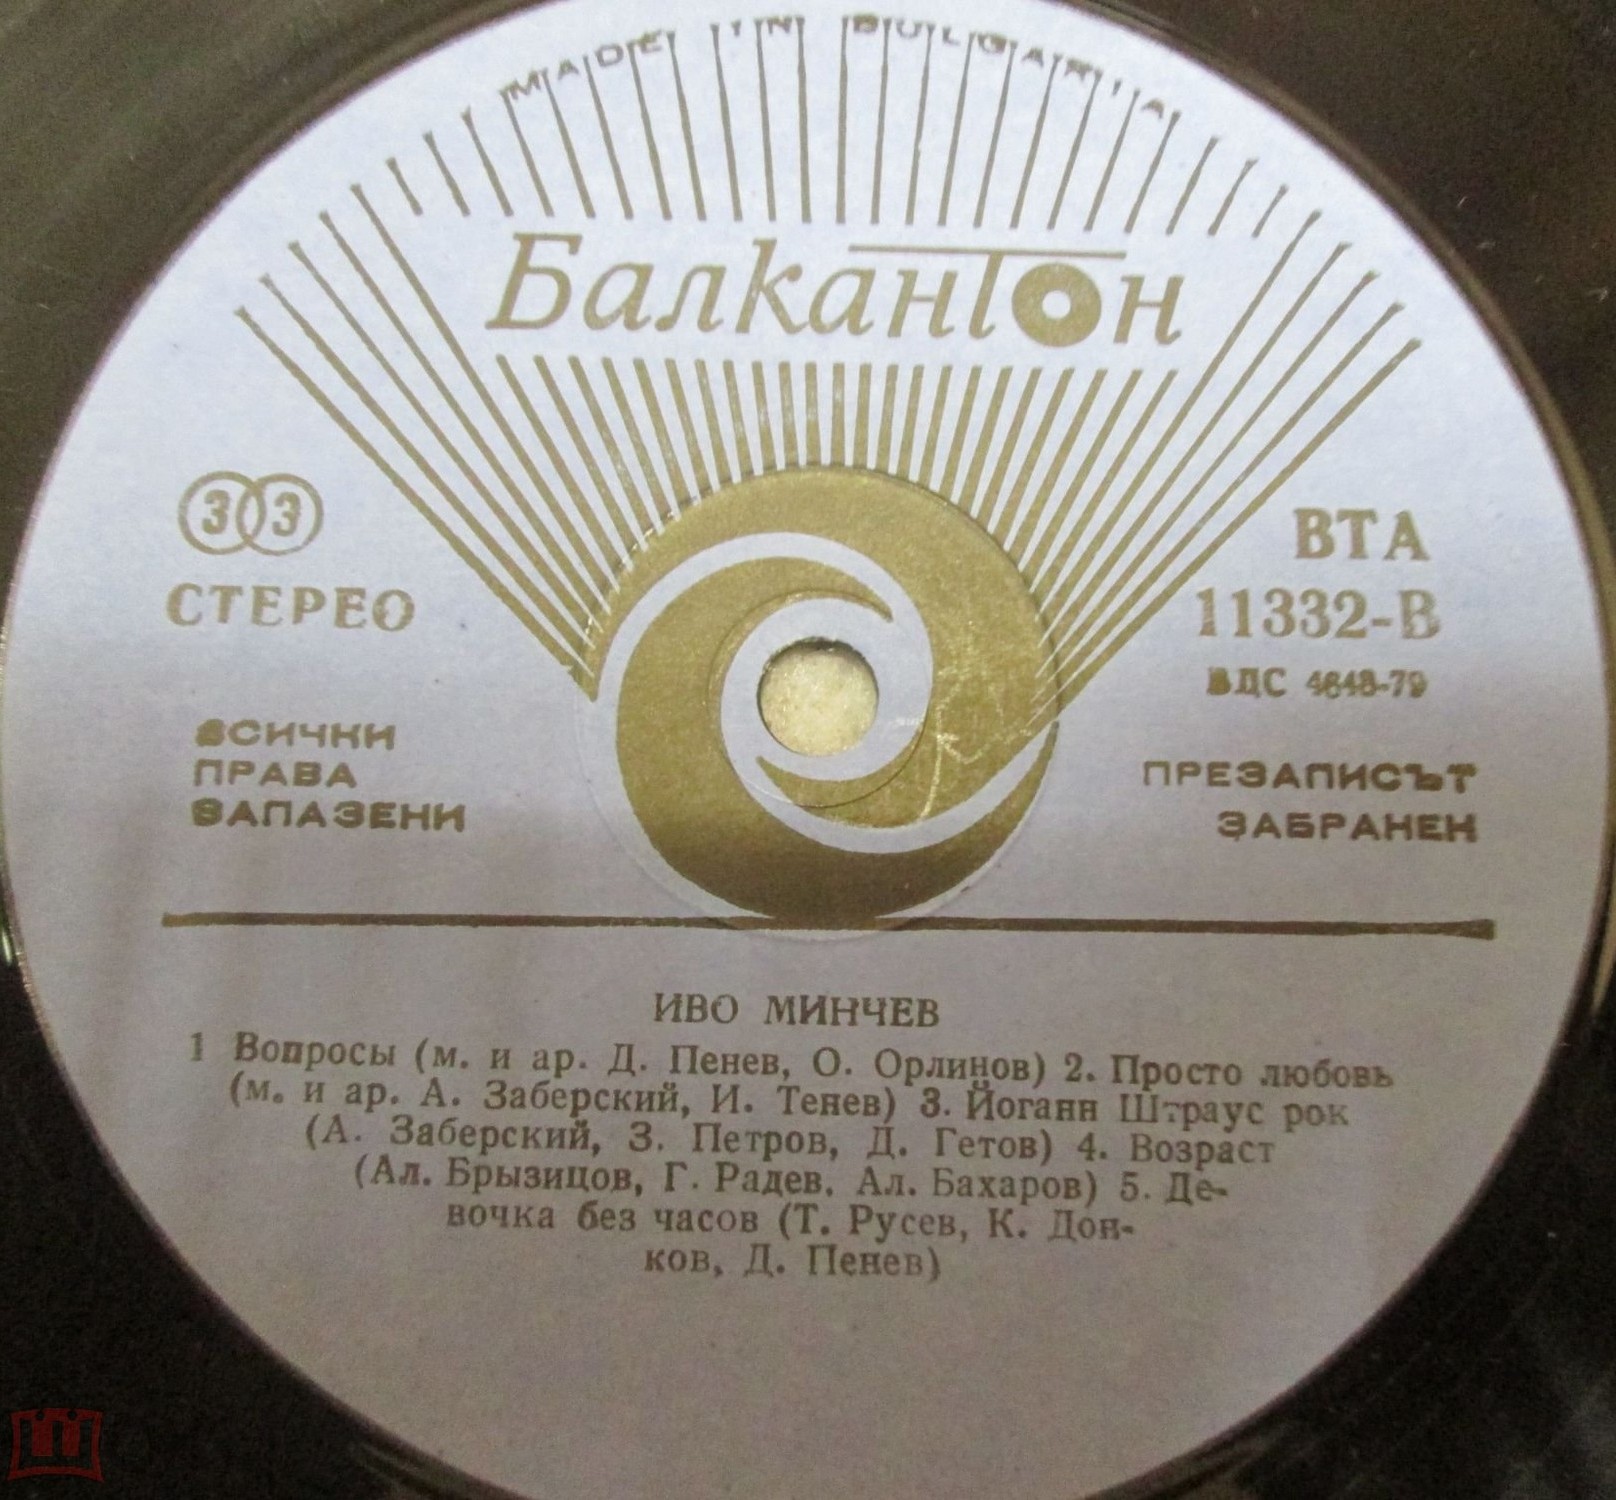 MADE IN BULGARIA
Балкантон
33
СТЕРЕО
ВТА
11332-В
ВДС 4648-79
ВСИЧКИ
ПРАВА
ЗАПАЗЕНИ
ПРЕЗАПИСЪТ
ЗАБРАНЕН
ИВО МИНЧЕВ
1 Вопросы (м. и ар. Д. Пенев, О. Орлинов) 2. Просто любовь
(м. и ар. А. Заберский, И. Тенев) 3. Йоганн Штраус рок
(А. Заберский, З. Петров, Д. Гетов) 4. Возраст
(Ал. Брызицов, Г. Радев, Ал. Бахаров) 5. Де-
вочка без часов (Т. Русев, К. Дон-
ков, Д. Пенев)